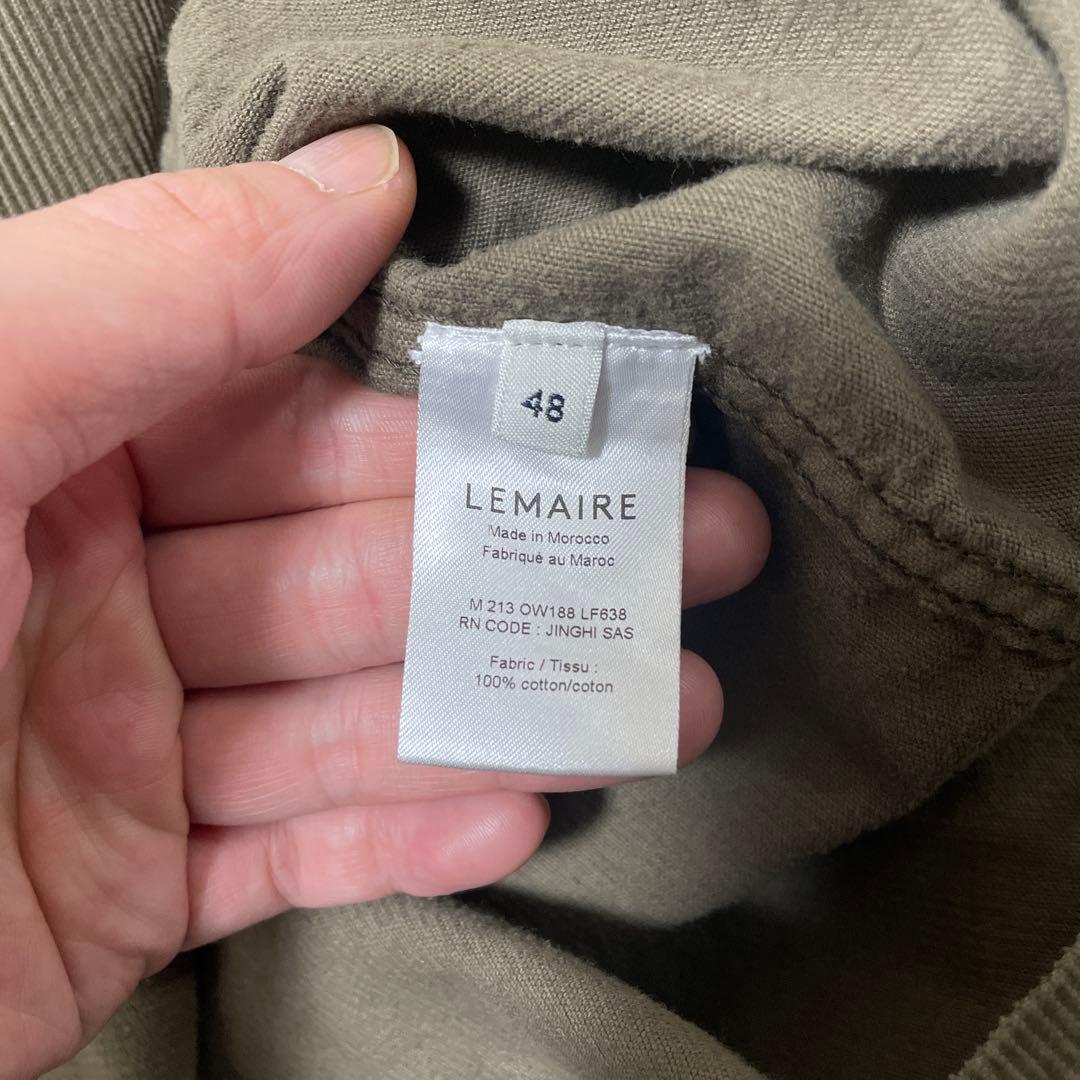 48
LEMAIRE
Made in Morocco
Fabriqué au Maroc
M 213 OW188 LF638
RN CODE : JINGHI SAS
Fabric / Tissu :
100% cotton/coton